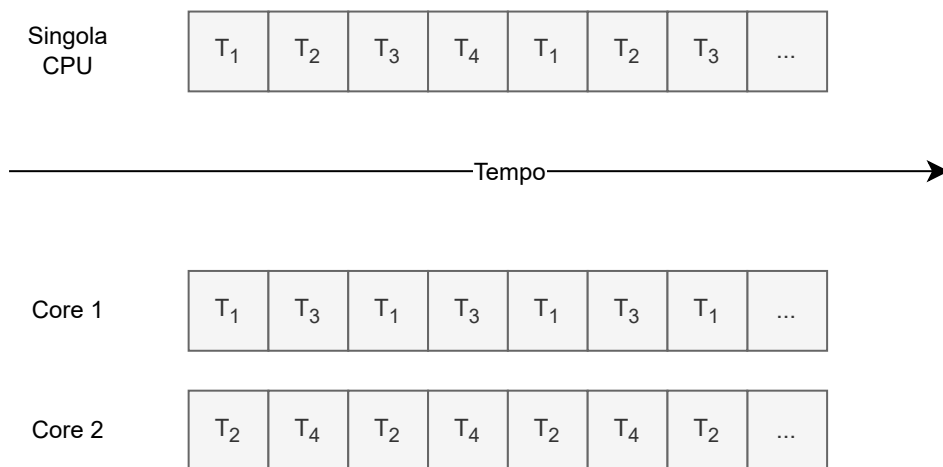 Singola
CPU
T1 T2 T3 T4 T1 T2 T3 ...
Tempo
Core 1
T1 T3 T1 T3 T1 T3 T1 ...
Core 2
T2 T4 T2 T4 T2 T4 T2 ...